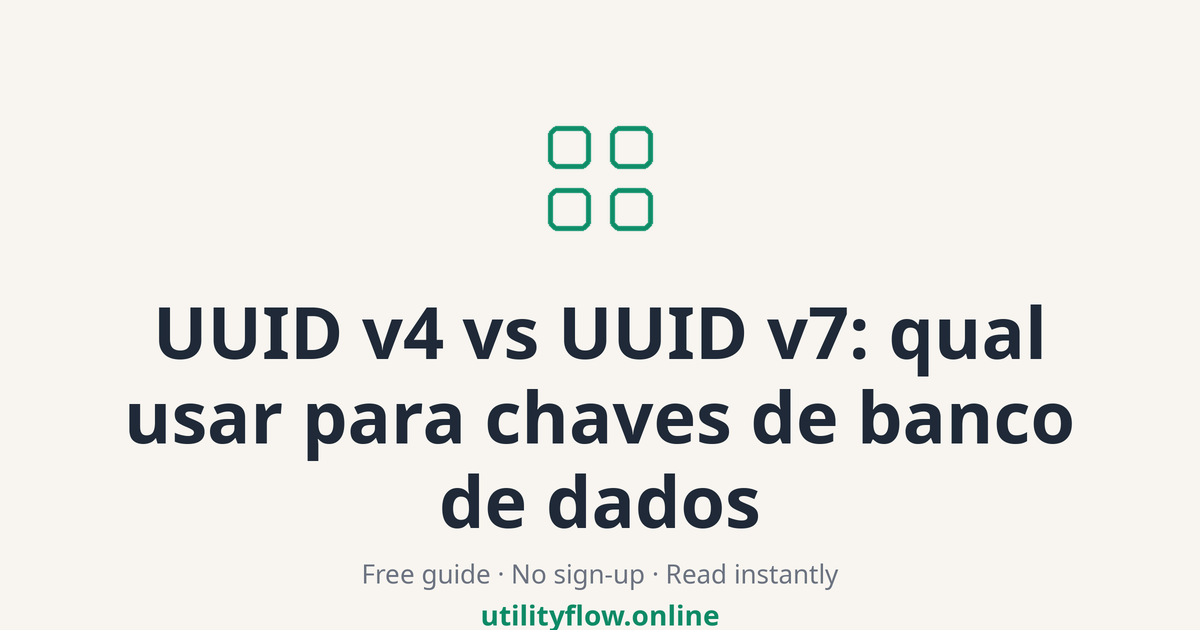 UUID v4 vs UUID v7: qual
usar para chaves de banco
de dados
Free guide · No sign-up · Read instantly
utilityflow.online